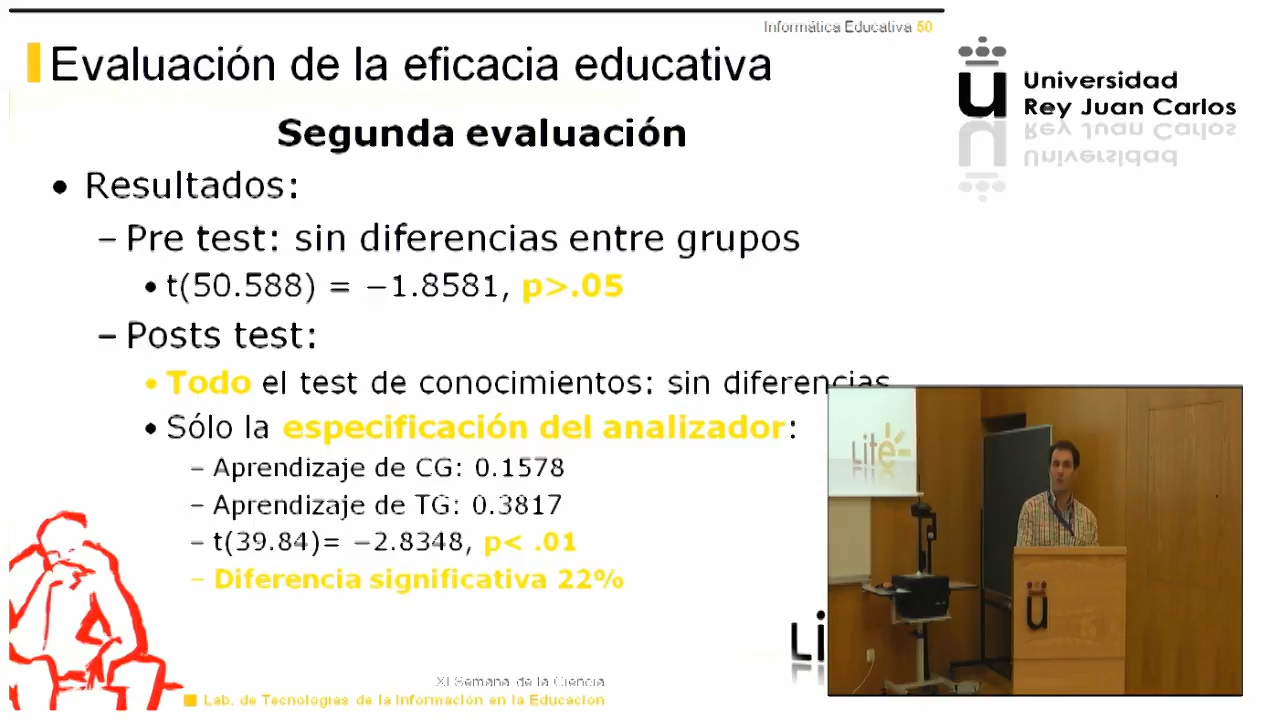 Informática Educativa 50
Evaluación de la eficacia educativa
Universidad
Rey Juan Carlos
Segunda evaluación
• Resultados:
– Pre test: sin diferencias entre grupos
• t(50.588) = −1.8581, p>.05
– Posts test:
• Todo el test de conocimientos: sin diferencias
• Sólo la especificación del analizador:
– Aprendizaje de CG: 0.1578
– Aprendizaje de TG: 0.3817
– t(39.84)= −2.8348, p< .01
– Diferencia significativa 22%
Lite
XI Semana de la Ciencia
Lab. de Tecnologías de la Información en la Educacion